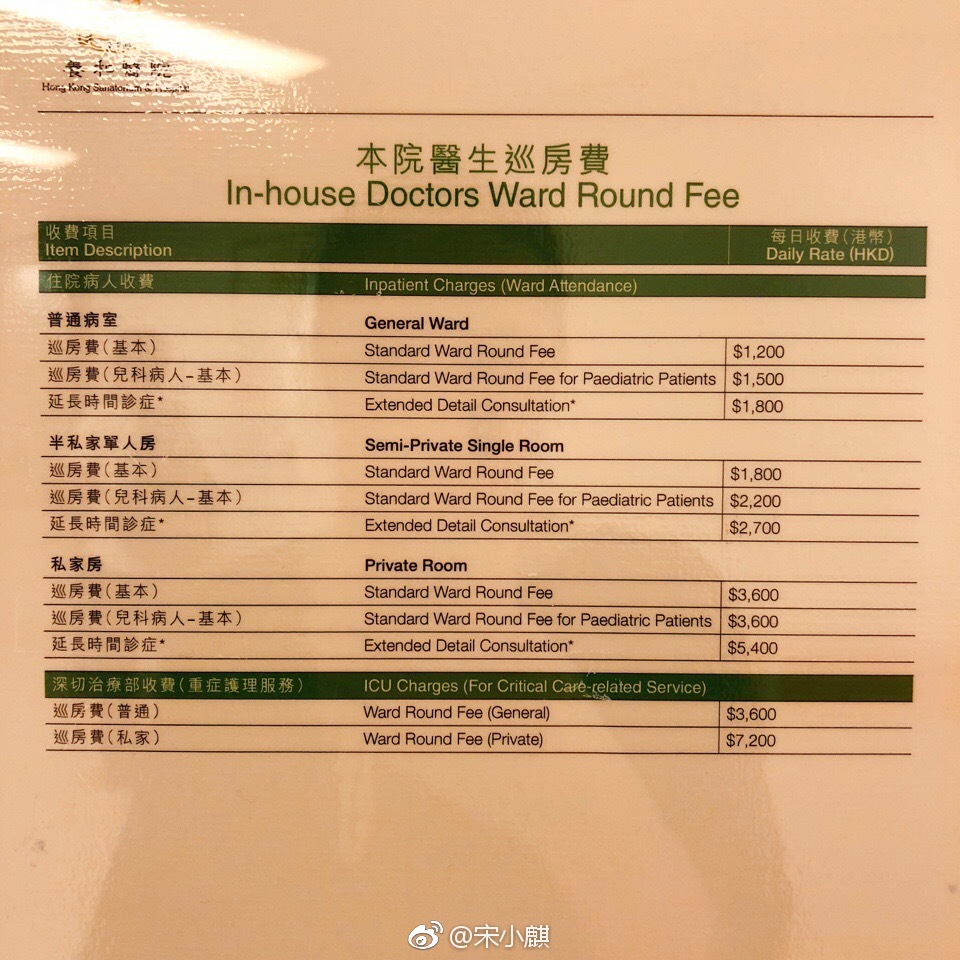 養和醫院
Hong Kong Sanatorium & Hospital
本院醫生巡房費
In-house Doctors Ward Round Fee
收費項目 每日收費(港幣)
Item Description Daily Rate (HKD)
住院病人收費 Inpatient Charges (Ward Attendance)
普通病室 General Ward
巡房費(基本) Standard Ward Round Fee $1,200
巡房費(兒科病人–基本) Standard Ward Round Fee for Paediatric Patients $1,500
延長時間診症* Extended Detail Consultation* $1,800
半私家單人房 Semi-Private Single Room
巡房費(基本) Standard Ward Round Fee $1,800
巡房費(兒科病人–基本) Standard Ward Round Fee for Paediatric Patients $2,200
延長時間診症* Extended Detail Consultation* $2,700
私家房 Private Room
巡房費(基本) Standard Ward Round Fee $3,600
巡房費(兒科病人–基本) Standard Ward Round Fee for Paediatric Patients $3,600
延長時間診症* Extended Detail Consultation* $5,400
深切治療部收費(重症護理服務) ICU Charges (For Critical Care-related Service)
巡房費(普通) Ward Round Fee (General) $3,600
巡房費(私家) Ward Round Fee (Private) $7,200
@宋小麒